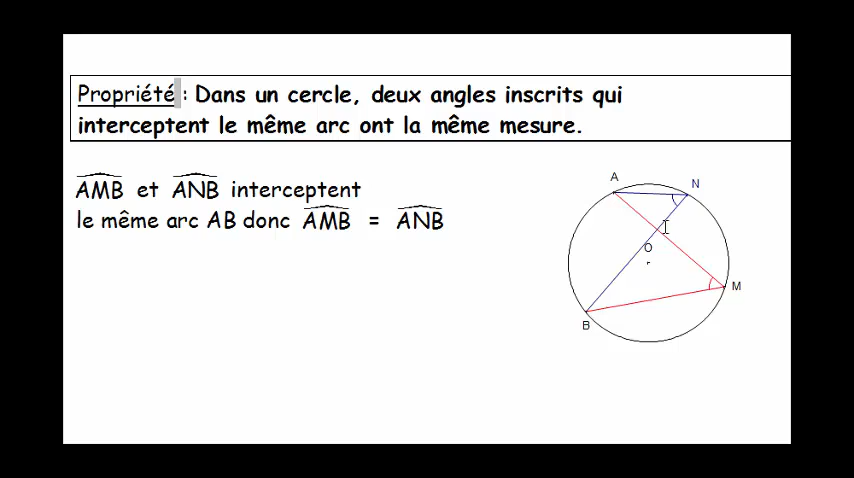 Propriété : Dans un cercle, deux angles inscrits qui
interceptent le même arc ont la même mesure.
AMB et ANB interceptent
le même arc AB donc AMB = ANB
A
N
O
M
B